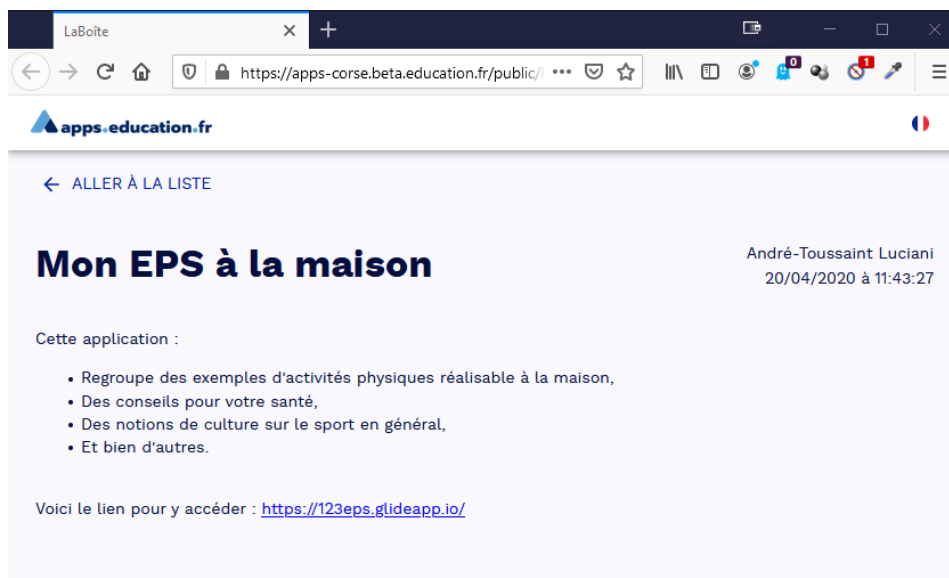 LaBoîte
https://apps-corse.beta.education.fr/public/
0
1
apps.education.fr
ALLER À LA LISTE
Mon EPS à la maison
André-Toussaint Luciani
20/04/2020 à 11:43:27
Cette application :
• Regroupe des exemples d'activités physiques réalisable à la maison,
• Des conseils pour votre santé,
• Des notions de culture sur le sport en général,
• Et bien d'autres.
Voici le lien pour y accéder : https://123eps.glideapp.io/